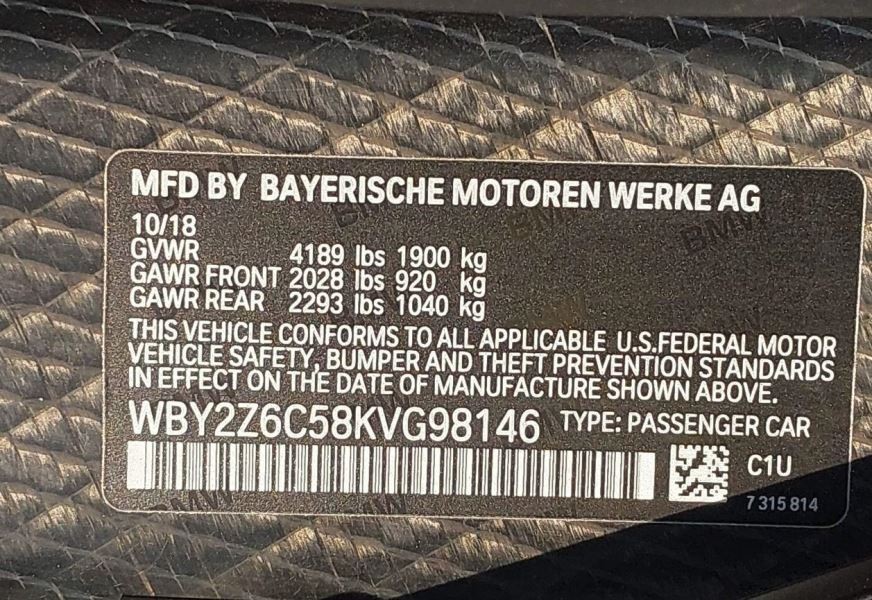 MFD BY BAYERISCHE MOTOREN WERKE AG
10/18
GVWR 4189 lbs 1900 kg
GAWR FRONT 2028 lbs 920 kg
GAWR REAR 2293 lbs 1040 kg
THIS VEHICLE CONFORMS TO ALL APPLICABLE U.S.FEDERAL MOTOR
VEHICLE SAFETY, BUMPER AND THEFT PREVENTION STANDARDS
IN EFFECT ON THE DATE OF MANUFACTURE SHOWN ABOVE.
WBY2Z6C58KVG98146 TYPE: PASSENGER CAR
C1U
7 315 814